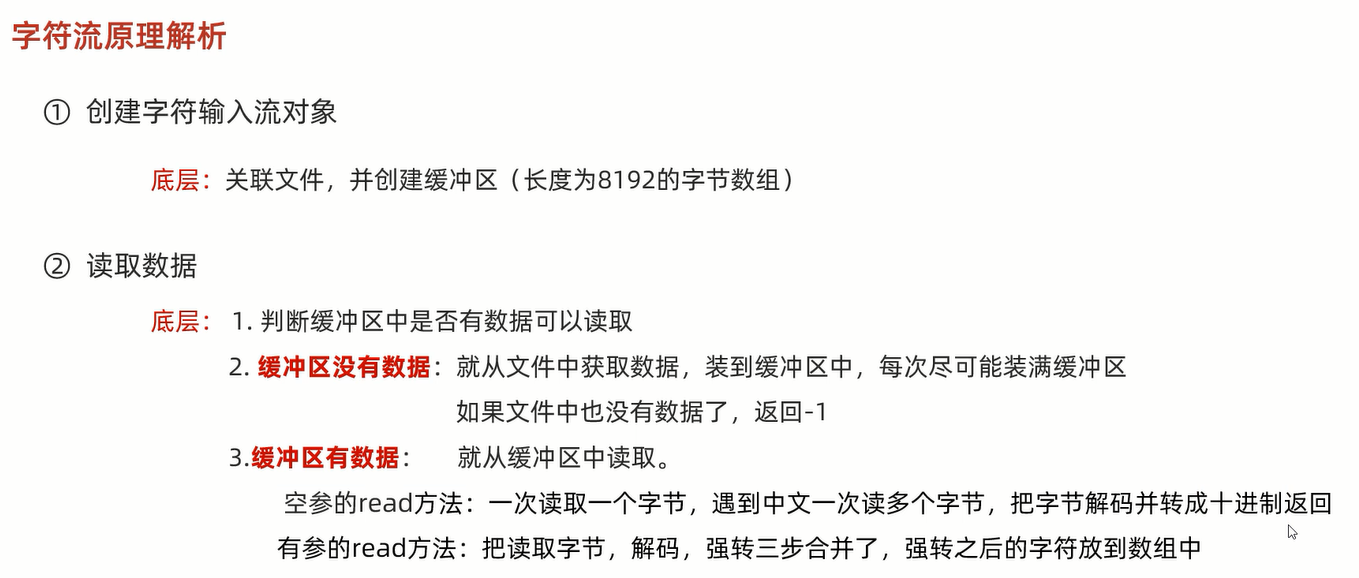 字符流原理解析
① 创建字符输入流对象
底层：关联文件，并创建缓冲区（长度为8192的字节数组）
② 读取数据
底层： 1. 判断缓冲区中是否有数据可以读取
2. 缓冲区没有数据：就从文件中获取数据，装到缓冲区中，每次尽可能装满缓冲区
如果文件中也没有数据了，返回-1
3.缓冲区有数据： 就从缓冲区中读取。
空参的read方法：一次读取一个字节，遇到中文一次读多个字节，把字节解码并转成十进制返回
有参的read方法：把读取字节，解码，强转三步合并了，强转之后的字符放到数组中